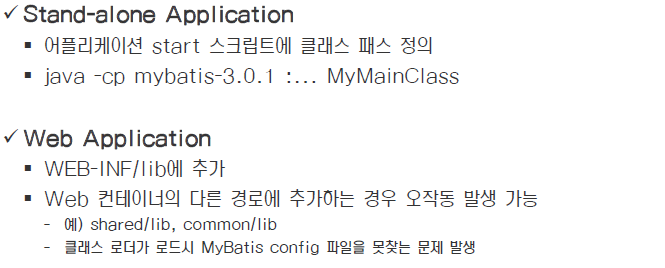 ✓ Stand-alone Application
▪ 어플리케이션 start 스크립트에 클래스 패스 정의
▪ java -cp mybatis-3.0.1 :... MyMainClass
✓ Web Application
▪ WEB-INF/lib에 추가
▪ Web 컨테이너의 다른 경로에 추가하는 경우 오작동 발생 가능
- 예) shared/lib, common/lib
- 클래스 로더가 로드시 MyBatis config 파일을 못찾는 문제 발생